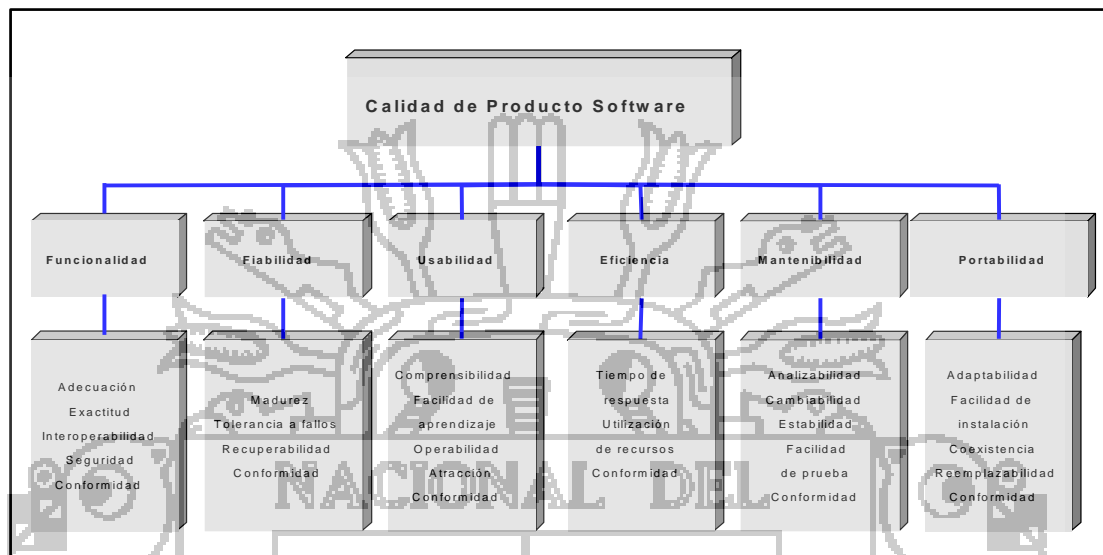 Calidad de Producto Software
Funcionalidad
Fiabilidad
Usabilidad
Eficiencia
Mantenibilidad
Portabilidad
Adecuación
Exactitud
Interoperabilidad
Seguridad
Conformidad
Madurez
Tolerancia a fallos
Recuperabilidad
Conformidad
Comprensibilidad
Facilidad de
aprendizaje
Operabilidad
Atracción
Conformidad
Tiempo de
respuesta
Utilización
de recursos
Conformidad
Analizabilidad
Cambiabilidad
Estabilidad
Facilidad
de prueba
Conformidad
Adaptabilidad
Facilidad de
instalación
Coexistencia
Reemplazabilidad
Conformidad
NACIONAL DEL